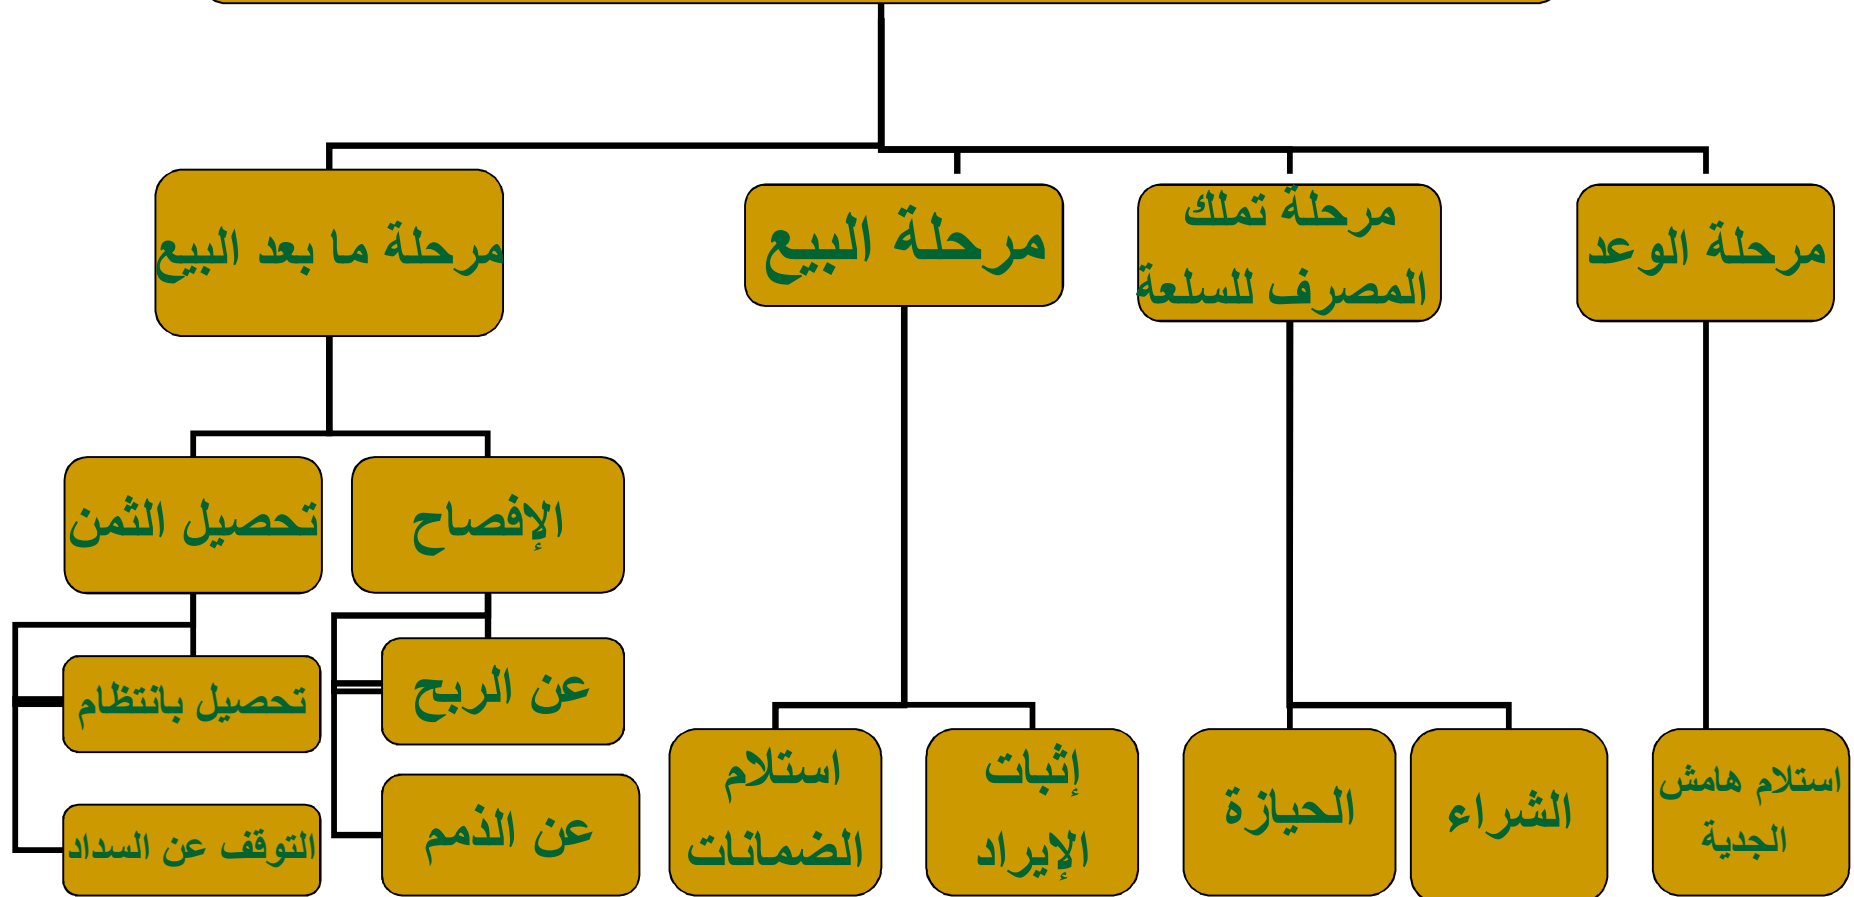 مرحلة الوعد
مرحلة تملك
المصرف للسلعة
مرحلة البيع
مرحلة ما بعد البيع
الإفصاح
تحصيل الثمن
عن الربح
تحصيل بانتظام
استلام هامش
الجدية
الشراء
الحيازة
إثبات
الإيراد
استلام
الضمانات
عن الذمم
التوقف عن السداد